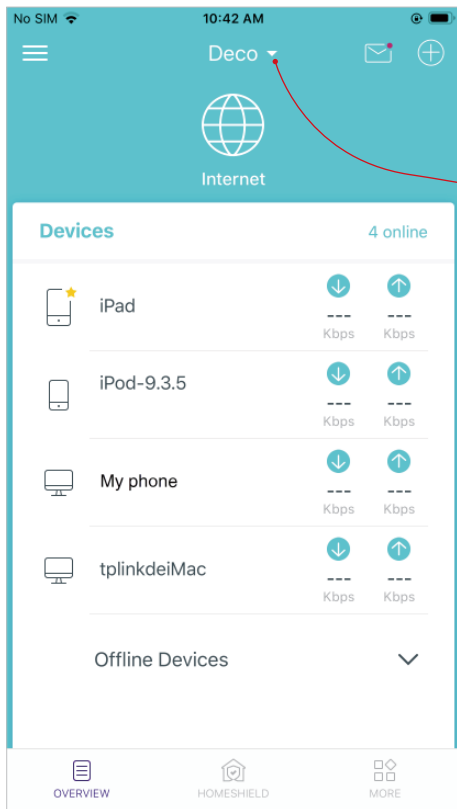 No SIM 10:42 AM
Deco
Internet
Devices 4 online
iPad
--- ---
Kbps Kbps
iPod-9.3.5
--- ---
Kbps Kbps
My phone
--- ---
Kbps Kbps
tplinkdeiMac
--- ---
Kbps Kbps
Offline Devices
OVERVIEW HOMESHIELD MORE